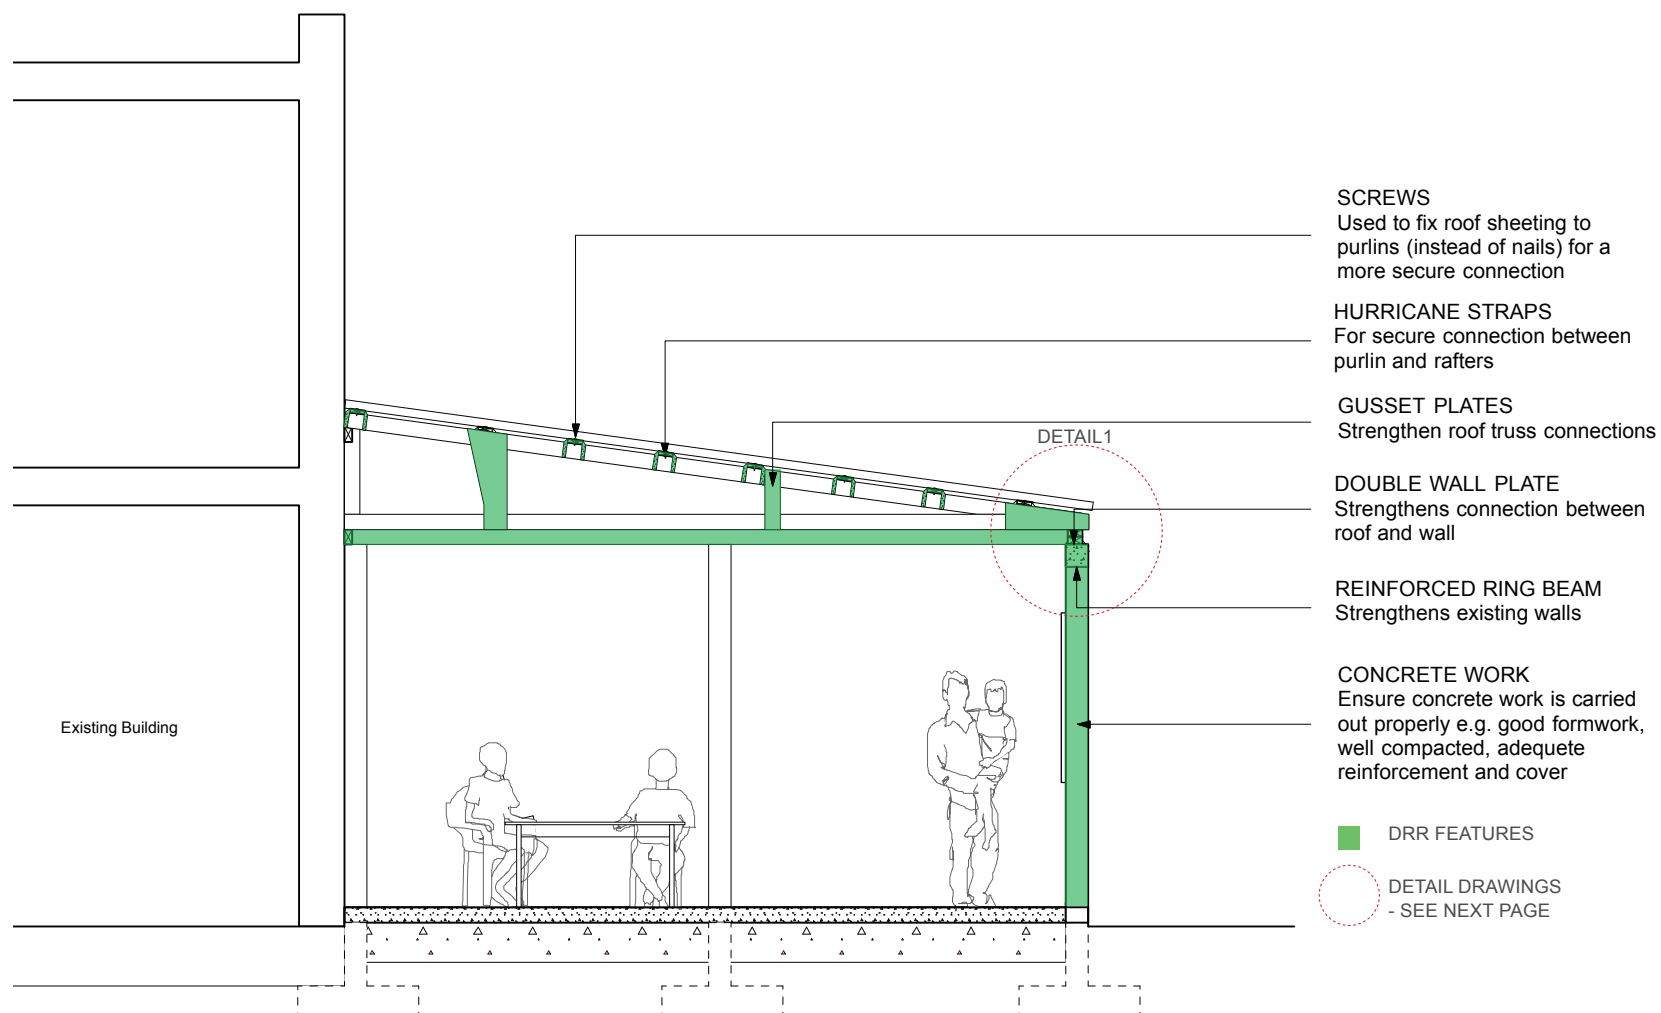 SCREWS
Used to fix roof sheeting to
purlins (instead of nails) for a
more secure connection
HURRICANE STRAPS
For secure connection between
purlin and rafters
GUSSET PLATES
Strengthen roof truss connections
DETAIL1
DOUBLE WALL PLATE
Strengthens connection between
roof and wall
REINFORCED RING BEAM
Strengthens existing walls
CONCRETE WORK
Ensure concrete work is carried
out properly e.g. good formwork,
well compacted, adequete
reinforcement and cover
Existing Building
DRR FEATURES
DETAIL DRAWINGS
- SEE NEXT PAGE